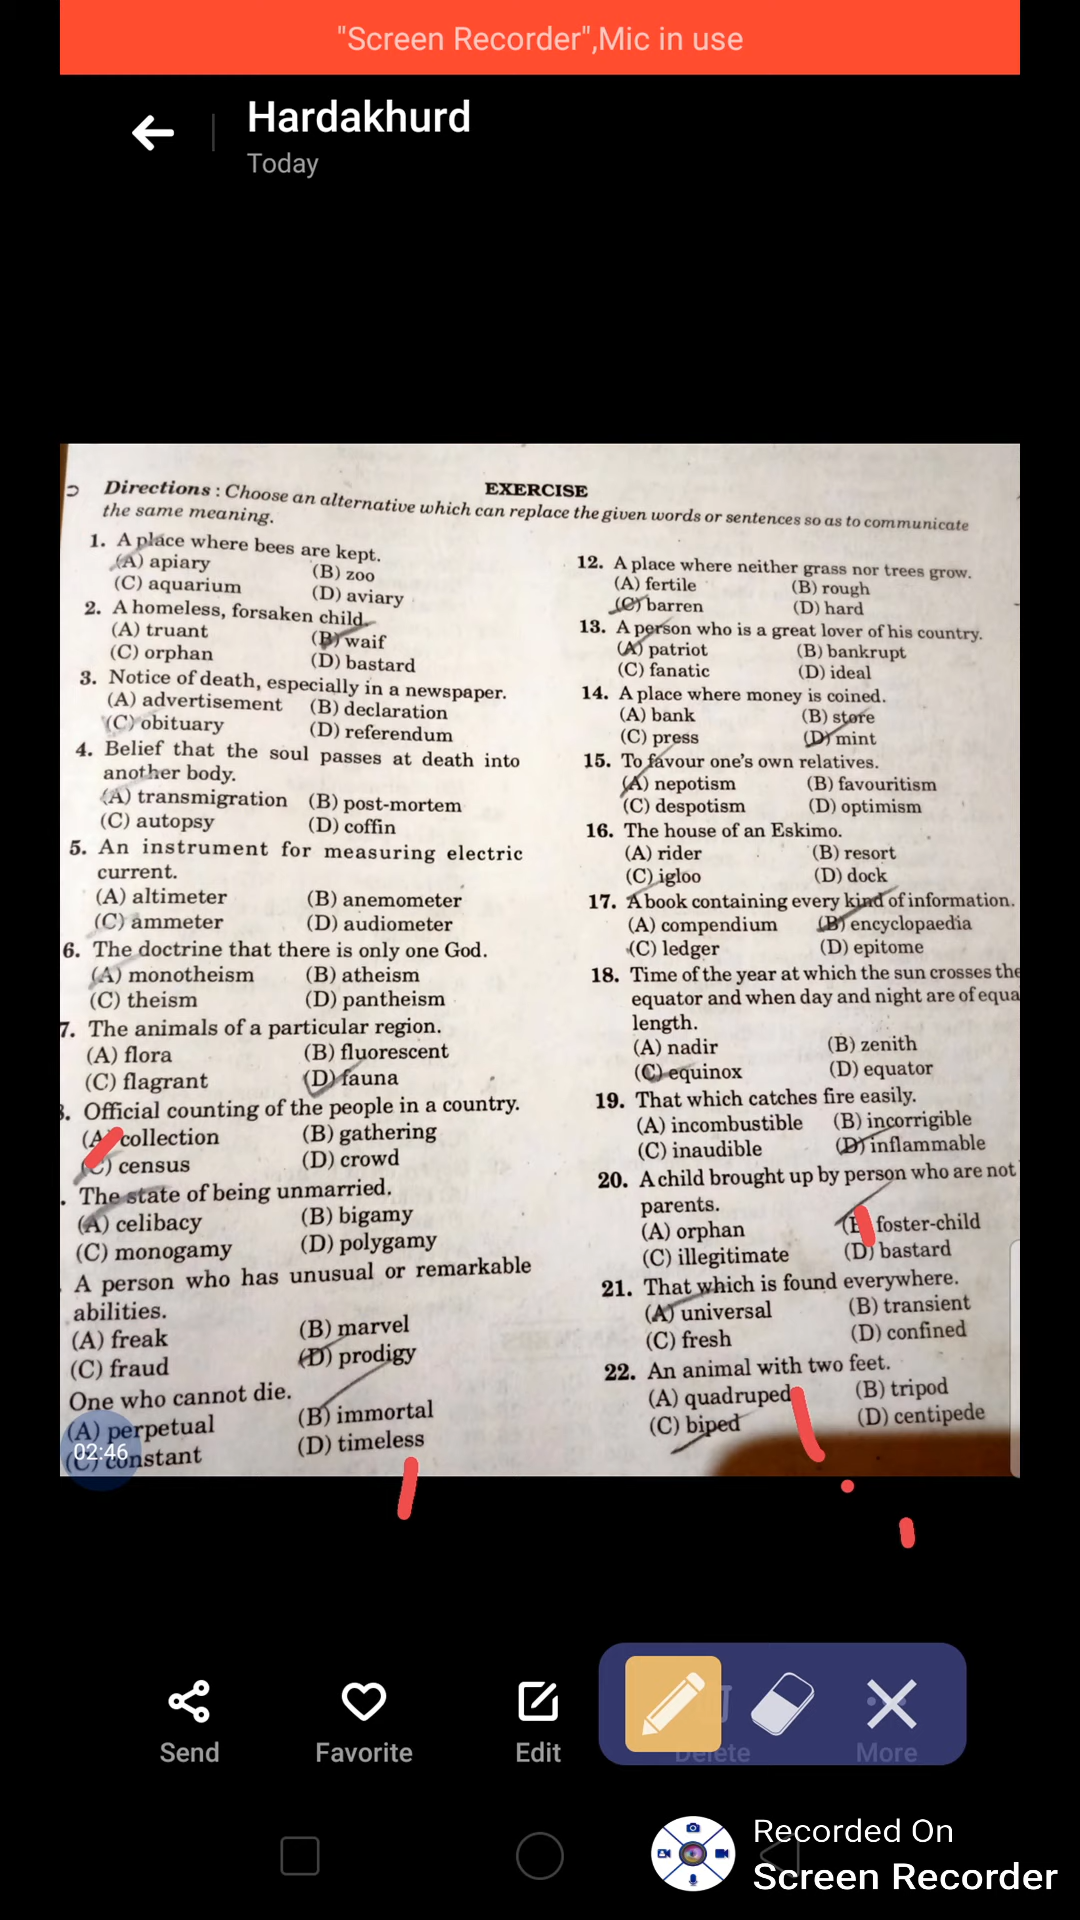 "Screen Recorder",Mic in use
Hardakhurd
Today
EXERCISE
Directions : Choose an alternative which can replace the given words or sentences so as to communicate
the same meaning.
1. A place where bees are kept.
(A) apiary (B) zoo
(C) aquarium (D) aviary
2. A homeless, forsaken child.
(A) truant (B) waif
(C) orphan (D) bastard
3. Notice of death, especially in a newspaper.
(A) advertisement (B) declaration
(C) obituary (D) referendum
4. Belief that the soul passes at death into
another body.
(A) transmigration (B) post-mortem
(C) autopsy (D) coffin
5. An instrument for measuring electric
current.
(A) altimeter (B) anemometer
(C) ammeter (D) audiometer
6. The doctrine that there is only one God.
(A) monotheism (B) atheism
(C) theism (D) pantheism
7. The animals of a particular region.
(A) flora (B) fluorescent
(C) flagrant (D) fauna
. Official counting of the people in a country.
(A) collection (B) gathering
(C) census (D) crowd
. The state of being unmarried.
(A) celibacy (B) bigamy
(C) monogamy (D) polygamy
A person who has unusual or remarkable
abilities.
(A) freak (B) marvel
(C) fraud (D) prodigy
One who cannot die.
(A) perpetual (B) immortal
(C) constant (D) timeless
02:46
12. A place where neither grass nor trees grow.
(A) fertile (B) rough
(C) barren (D) hard
13. A person who is a great lover of his country.
(A) patriot (B) bankrupt
(C) fanatic (D) ideal
14. A place where money is coined.
(A) bank (B) store
(C) press (D) mint
15. To favour one's own relatives.
(A) nepotism (B) favouritism
(C) despotism (D) optimism
16. The house of an Eskimo.
(A) rider (B) resort
(C) igloo (D) dock
17. A book containing every kind of information.
(A) compendium (B) encyclopaedia
(C) ledger (D) epitome
18. Time of the year at which the sun crosses the
equator and when day and night are of equa
length.
(A) nadir (B) zenith
(C) equinox (D) equator
19. That which catches fire easily.
(A) incombustible (B) incorrigible
(C) inaudible (D) inflammable
20. A child brought up by person who are not
parents.
(A) orphan (B) foster-child
(C) illegitimate (D) bastard
21. That which is found everywhere.
(A) universal (B) transient
(C) fresh (D) confined
22. An animal with two feet.
(A) quadruped (B) tripod
(C) biped (D) centipede
Send Favorite Edit Delete More
Recorded On
Screen Recorder